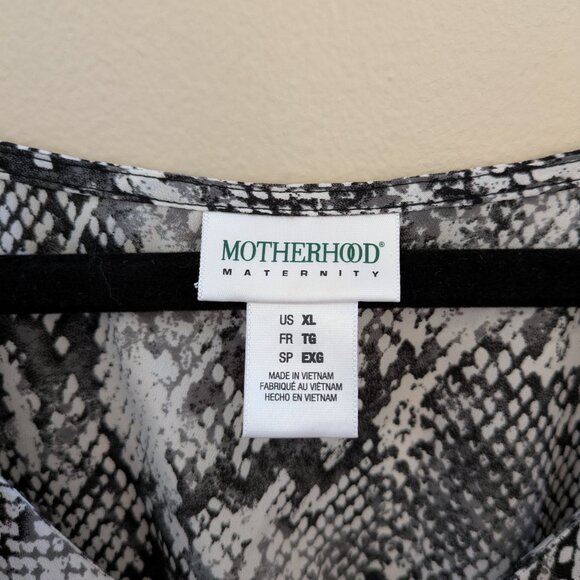 MOTHERHOOD®
MATERNITY
US XL
FR TG
SP EXG
MADE IN VIETNAM
FABRIQUÉ AU VIÊTNAM
HECHO EN VIETNAM